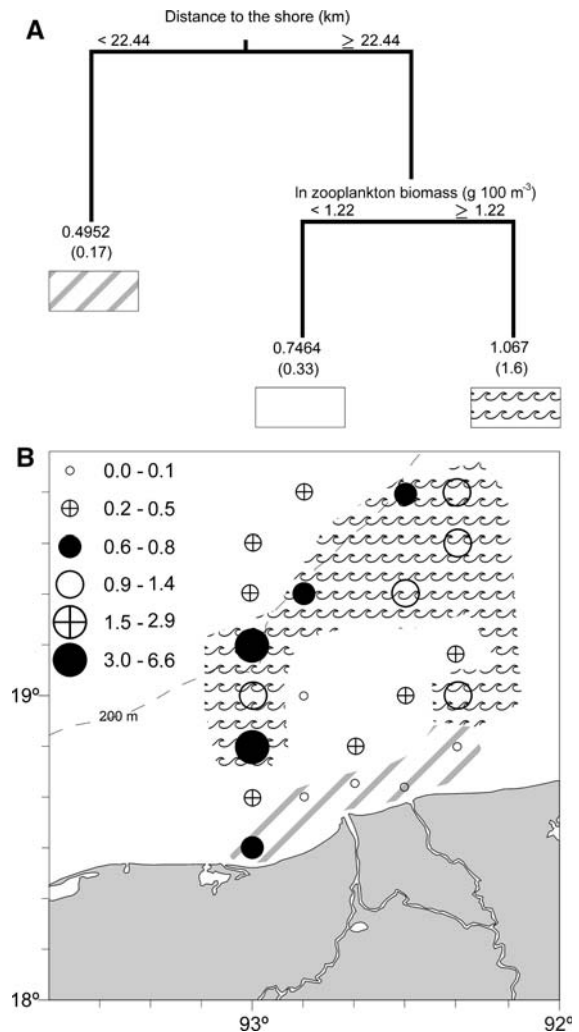 A
Distance to the shore (km)
< 22.44 ≥ 22.44
ln zooplankton biomass (g 100 m⁻³)
< 1.22 ≥ 1.22
0.4952
(0.17)
0.7464
(0.33)
1.067
(1.6)
B
0.0 - 0.1
0.2 - 0.5
0.6 - 0.8
0.9 - 1.4
1.5 - 2.9
3.0 - 6.6
19º
200 m
18º
93º 92º